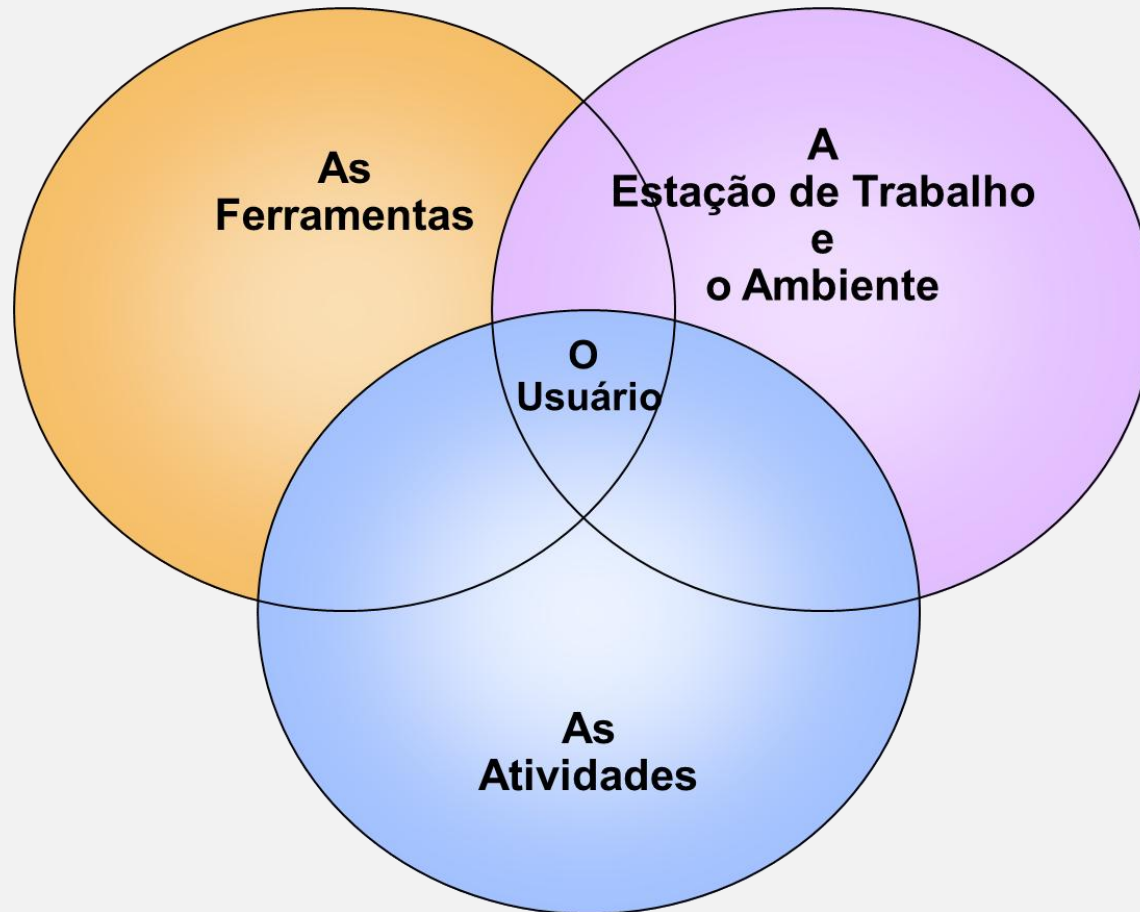 As
Ferramentas
A
Estação de Trabalho
e
o Ambiente
O
Usuário
As
Atividades